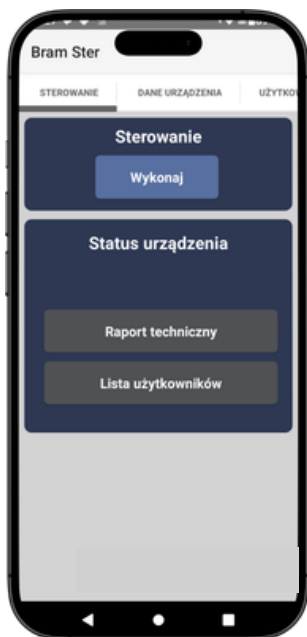 Bram Ster
STEROWANIE DANE URZĄDZENIA
Sterowanie
Wykonaj
Status urządzenia
Raport techniczny
Lista użytkowników